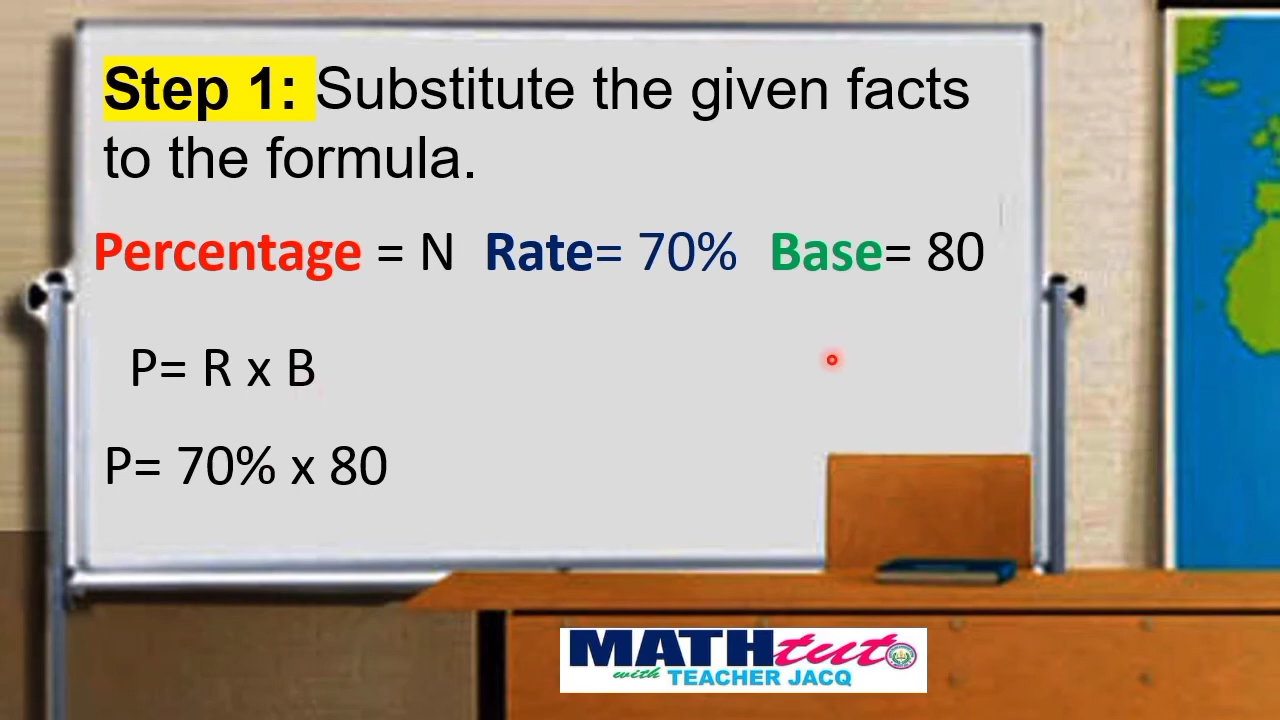 Step 1: Substitute the given facts
to the formula.
Percentage = N Rate= 70% Base= 80
P= R x B
P= 70% x 80
MATHtuto
with TEACHER JACQ